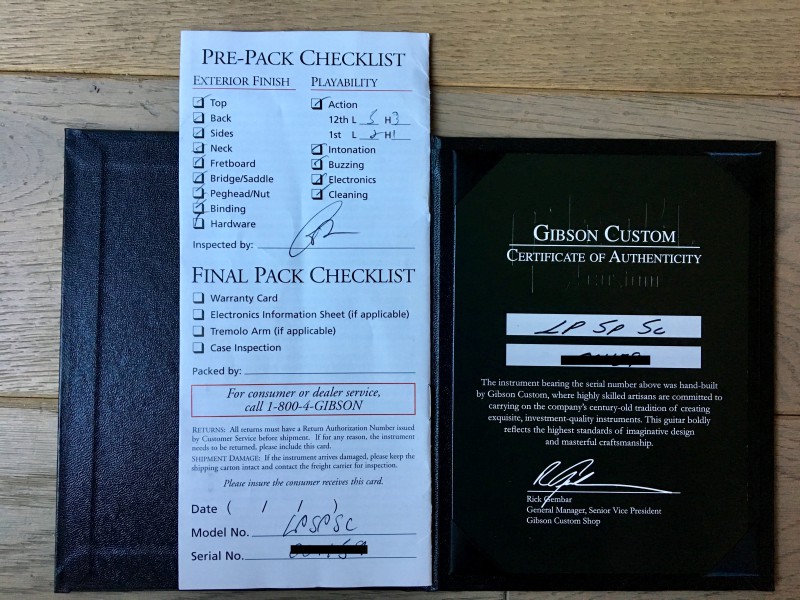 PRE-PACK CHECKLIST
EXTERIOR FINISH
Top
Back
Sides
Neck
Fretboard
Bridge/Saddle
Peghead/Nut
Binding
Hardware
PLAYABILITY
Action
12th L 5 H 3
1st L 2 H 1
Intonation
Buzzing
Electronics
Cleaning
Inspected by:
FINAL PACK CHECKLIST
Warranty Card
Electronics Information Sheet (if applicable)
Tremolo Arm (if applicable)
Case Inspection
Packed by:
For consumer or dealer service,
call 1-800-4-GIBSON
RETURNS: All returns must have a Return Authorization Number issued
by Customer Service before shipment. If for any reason, the instrument
needs to be returned, please include this card.
SHIPMENT DAMAGE: If the instrument arrives damaged, please keep the
shipping carton intact and contact the freight carrier for inspection.
Please insure the consumer receives this card.
Date ( / / )
Model No. LPSPSC
Serial No.
GIBSON CUSTOM
CERTIFICATE OF AUTHENTICITY
LP SP SC
The instrument bearing the serial number above was hand-built
by Gibson Custom, where highly skilled artisans are committed to
carrying on the company's century-old tradition of creating
exquisite, investment-quality instruments. This guitar boldly
reflects the highest standards of imaginative design
and masterful craftsmanship.
Rick Gembar
General Manager, Senior Vice President
Gibson Custom Shop